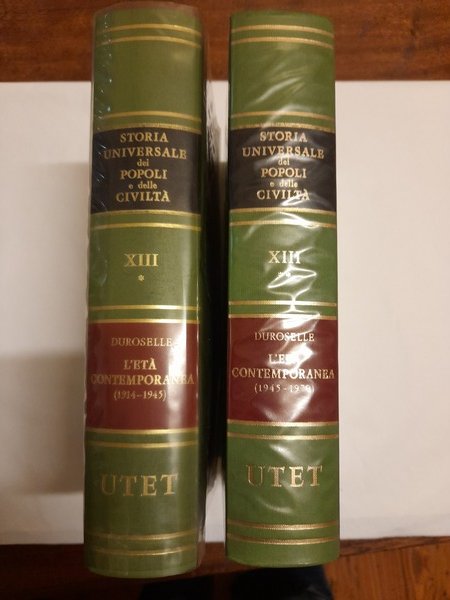 STORIA
UNIVERSALE
dei
POPOLI
e delle
CIVILTÀ
XIII
*
DUROSELLE
L'ETÀ
CONTEMPORANEA
(1914-1945)
UTET
STORIA
UNIVERSALE
dei
POPOLI
e delle
CIVILTÀ
XIII
**
DUROSELLE
L'ETÀ
CONTEMPORANEA
UTET